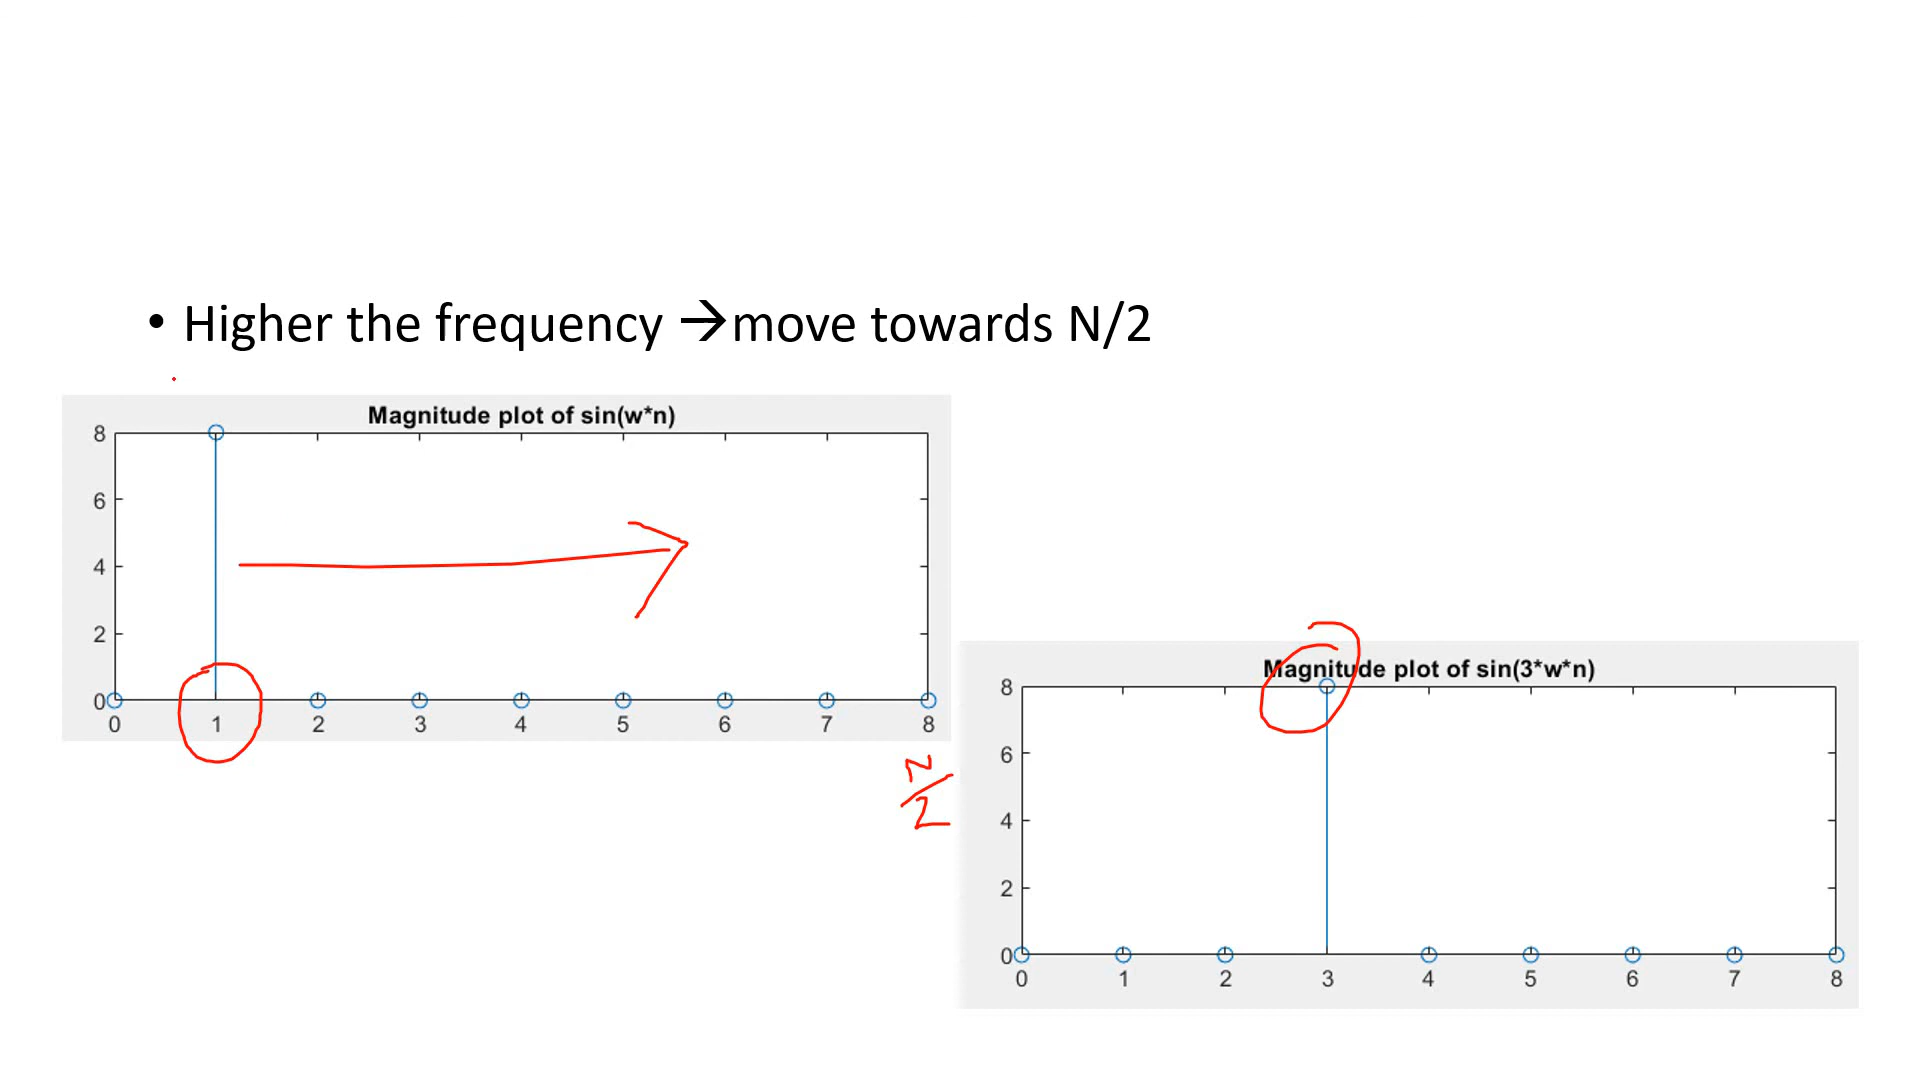 • Higher the frequency →move towards N/2
Magnitude plot of sin(w*n)
8
6
4
2
0
0 1 2 3 4 5 6 7 8
N/2
Magnitude plot of sin(3*w*n)
8
6
4
2
0
0 1 2 3 4 5 6 7 8